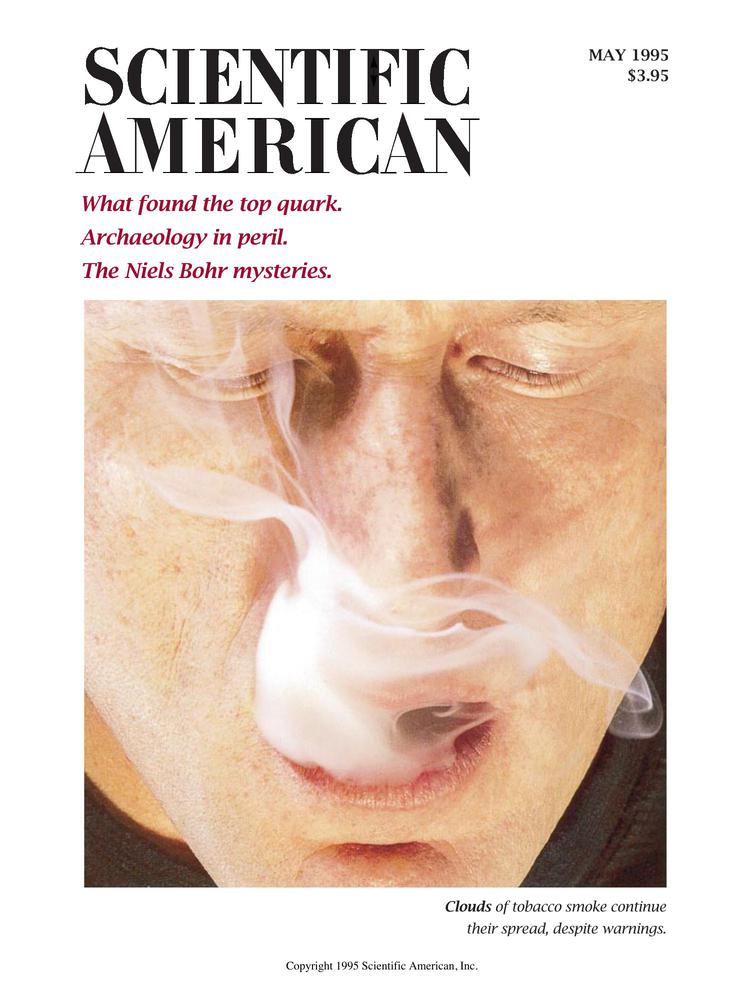 SCIENTIFIC
AMERICAN
MAY 1995
$3.95
What found the top quark.
Archaeology in peril.
The Niels Bohr mysteries.
Clouds of tobacco smoke continue
their spread, despite warnings.
Copyright 1995 Scientific American, Inc.